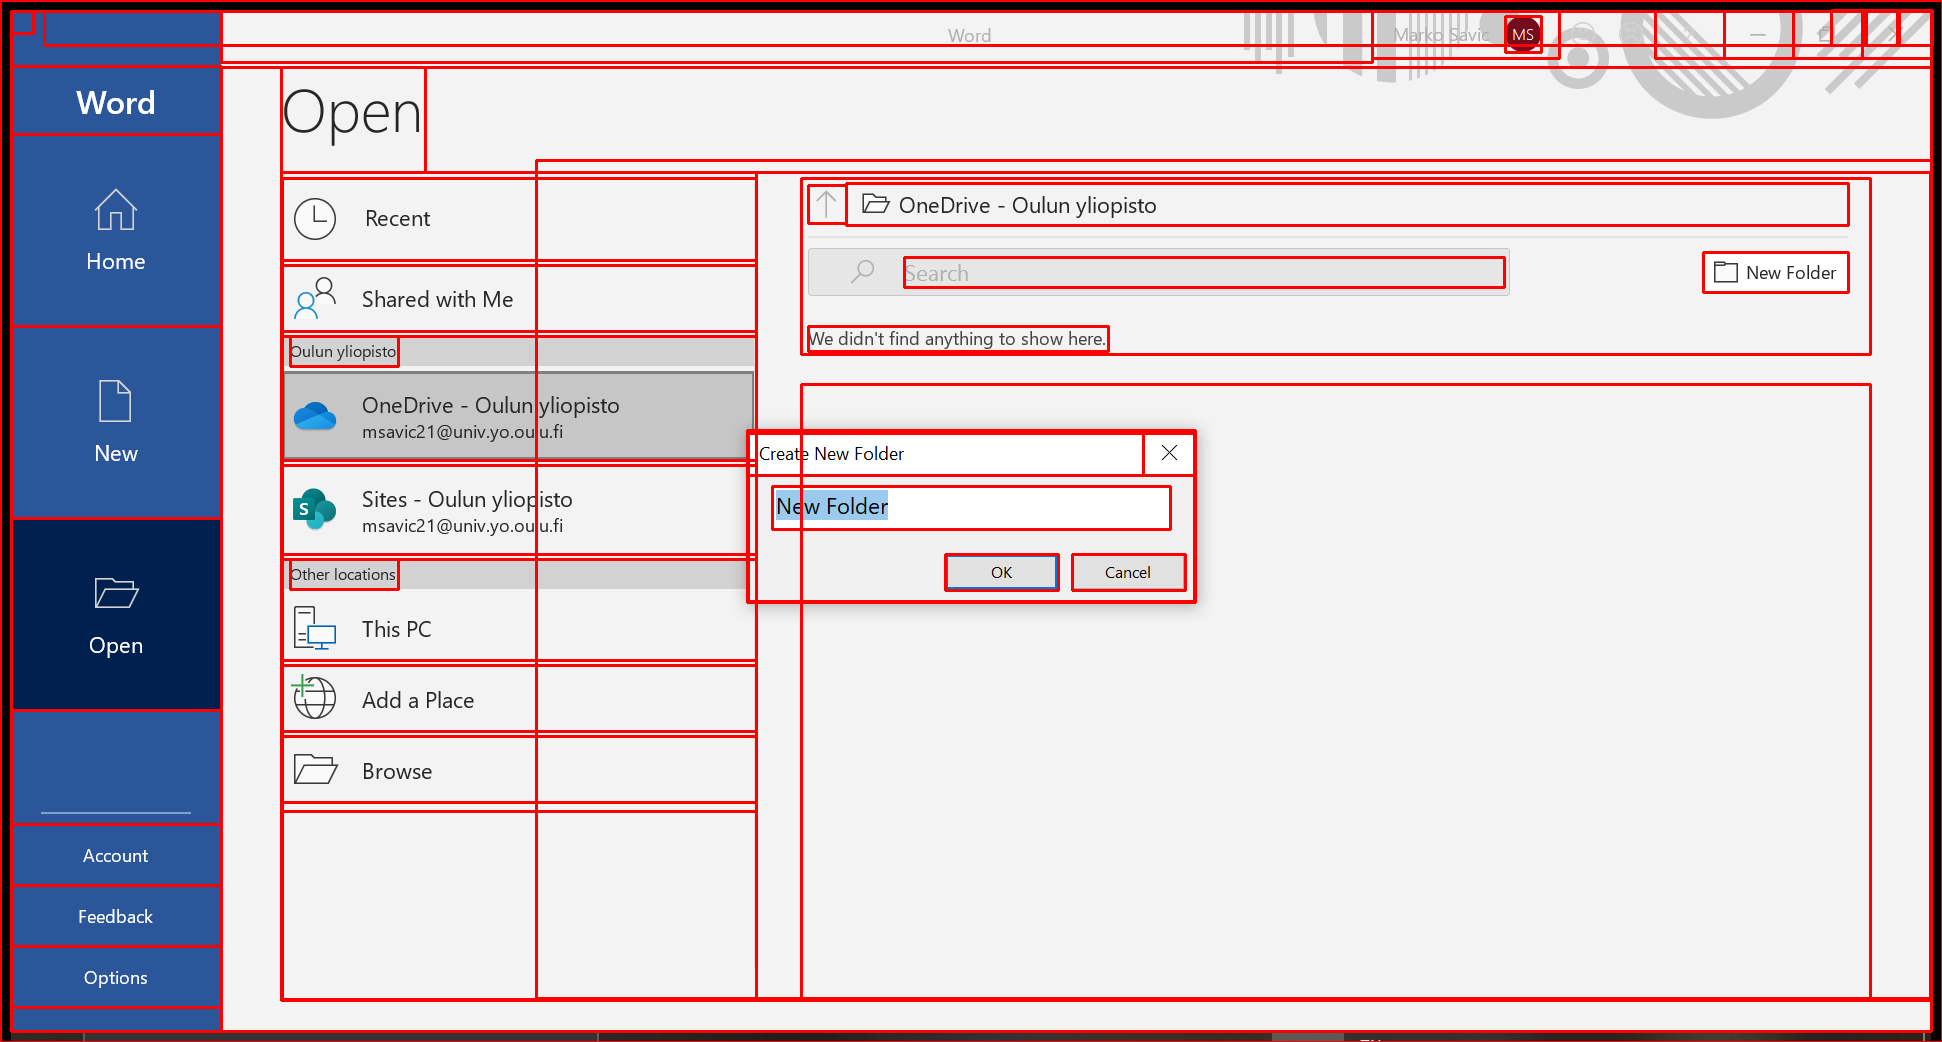 Word
Marko Savic
MS
Word
Home
New
Open
Account
Feedback
Options
Open
Recent
Shared with Me
Oulun yliopisto
OneDrive - Oulun yliopisto
msavic21@univ.yo.oulu.fi
Sites - Oulun yliopisto
msavic21@univ.yo.oulu.fi
Other locations
This PC
Add a Place
Browse
OneDrive - Oulun yliopisto
Search
New Folder
We didn't find anything to show here.
Create New Folder
New Folder
OK
Cancel